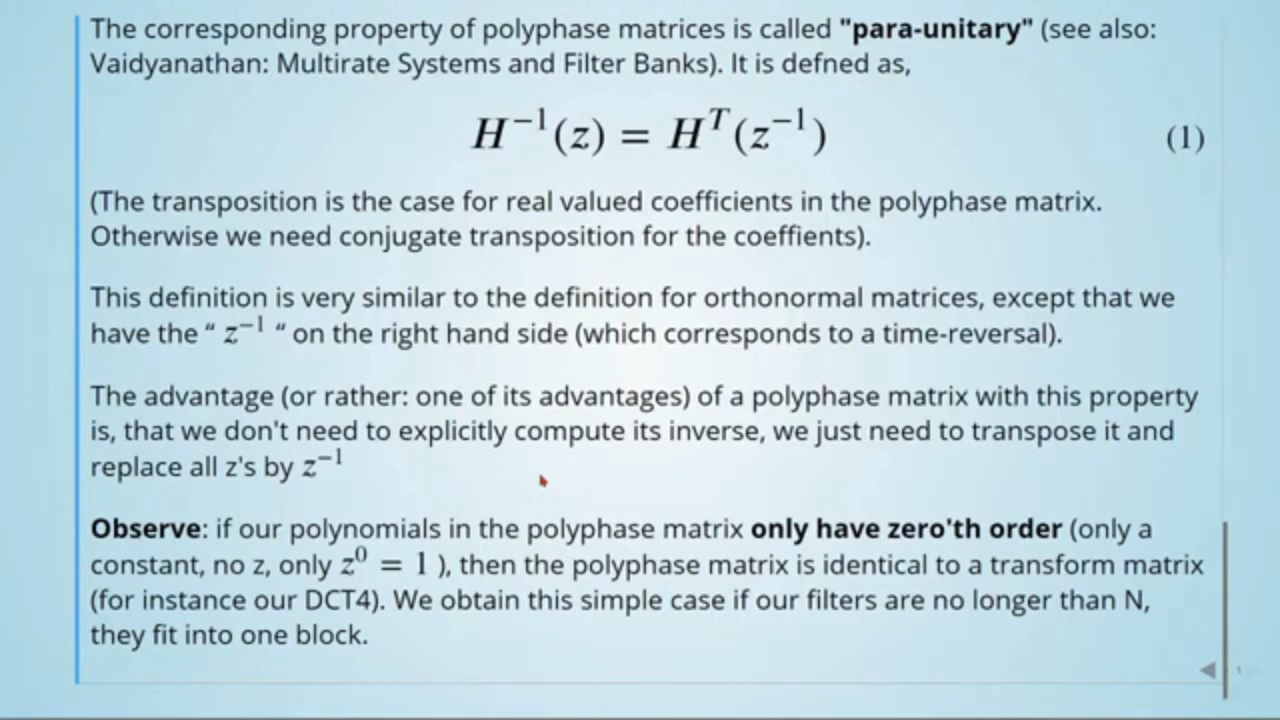 The corresponding property of polyphase matrices is called "para-unitary" (see also:
Vaidyanathan: Multirate Systems and Filter Banks). It is defned as,
H⁻¹(z) = Hᵀ(z⁻¹) (1)
(The transposition is the case for real valued coefficients in the polyphase matrix.
Otherwise we need conjugate transposition for the coeffients).
This definition is very similar to the definition for orthonormal matrices, except that we
have the “ z⁻¹ “ on the right hand side (which corresponds to a time-reversal).
The advantage (or rather: one of its advantages) of a polyphase matrix with this property
is, that we don't need to explicitly compute its inverse, we just need to transpose it and
replace all z's by z⁻¹
Observe: if our polynomials in the polyphase matrix only have zero'th order (only a
constant, no z, only z⁰ = 1 ), then the polyphase matrix is identical to a transform matrix
(for instance our DCT4). We obtain this simple case if our filters are no longer than N,
they fit into one block.